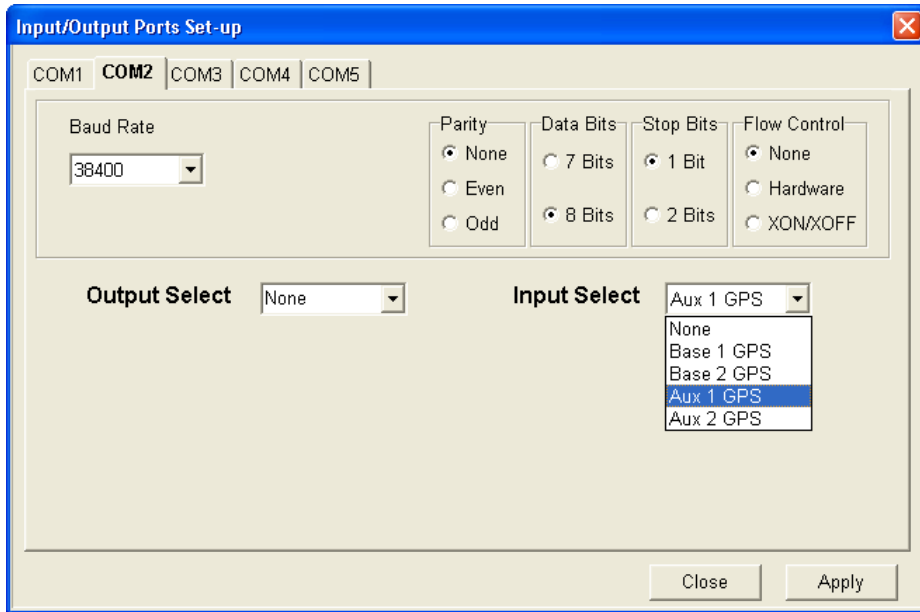 Input/Output Ports Set-up
COM1 COM2 COM3 COM4 COM5
Baud Rate
38400
Parity
None
Even
Odd
Data Bits
7 Bits
8 Bits
Stop Bits
1 Bit
2 Bits
Flow Control
None
Hardware
XON/XOFF
Output Select
None
Input Select
Aux 1 GPS
None
Base 1 GPS
Base 2 GPS
Aux 1 GPS
Aux 2 GPS
Close
Apply